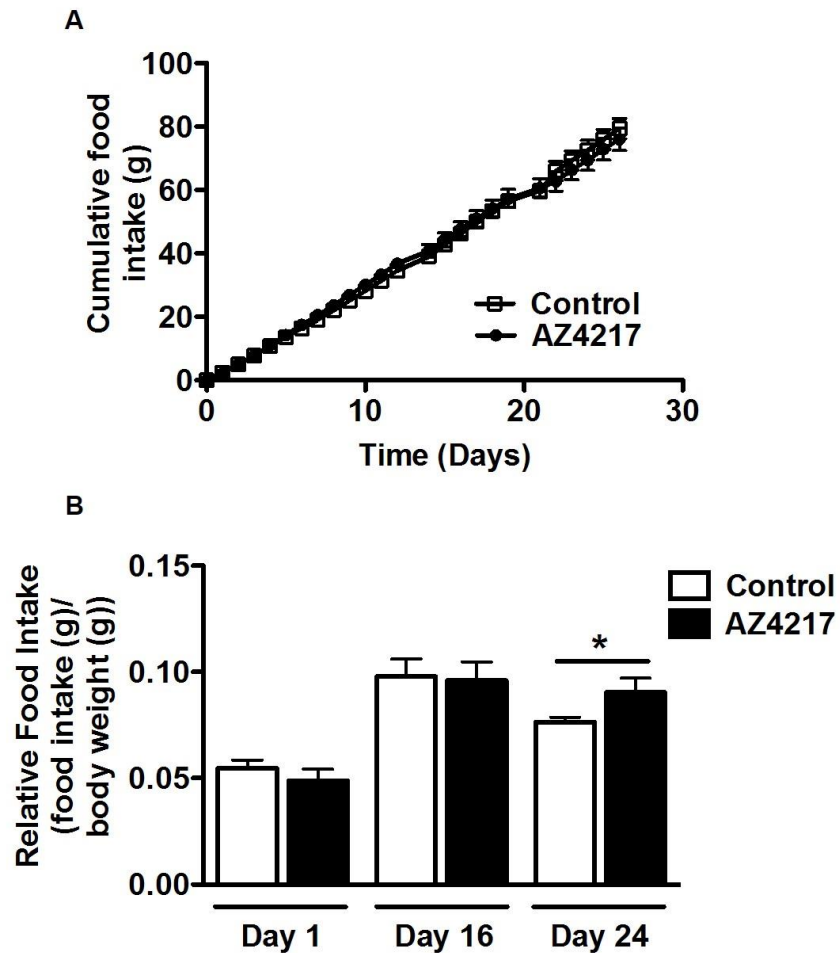 A
Cumulative food
intake (g)
100
80
60
40
20
0
Control
AZ4217
0 10 20 30
Time (Days)
B
Relative Food Intake
(food intake (g)/
body weight (g))
0.15
0.10
0.05
0.00
Control
AZ4217
*
Day 1 Day 16 Day 24